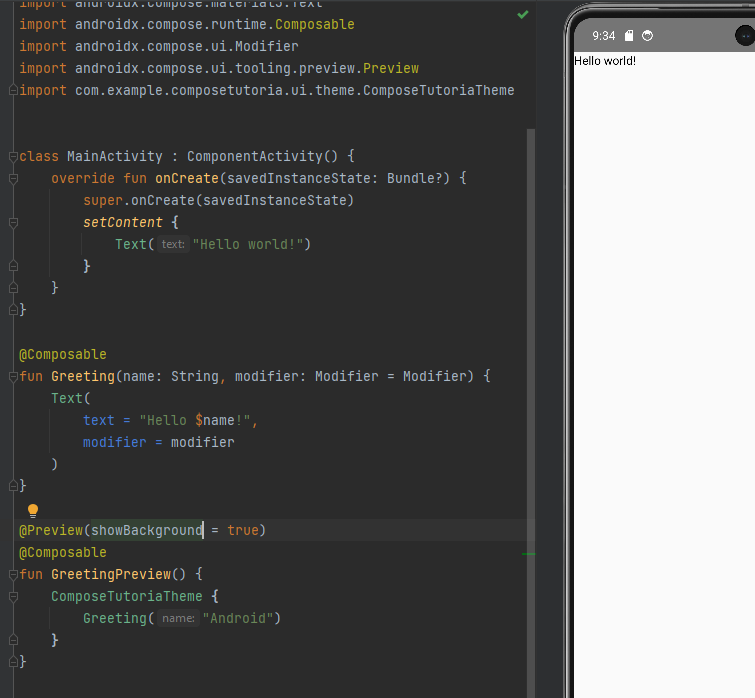 import androidx.compose.material3.Text
import androidx.compose.runtime.Composable
import androidx.compose.ui.Modifier
import androidx.compose.ui.tooling.preview.Preview
import com.example.composetutoria.ui.theme.ComposeTutoriaTheme
class MainActivity : ComponentActivity() {
override fun onCreate(savedInstanceState: Bundle?) {
super.onCreate(savedInstanceState)
setContent {
Text( text: "Hello world!")
}
}
}
@Composable
fun Greeting(name: String, modifier: Modifier = Modifier) {
Text(
text = "Hello $name!",
modifier = modifier
)
}
@Preview(showBackground = true)
@Composable
fun GreetingPreview() {
ComposeTutoriaTheme {
Greeting( name: "Android")
}
}
9:34
Hello world!